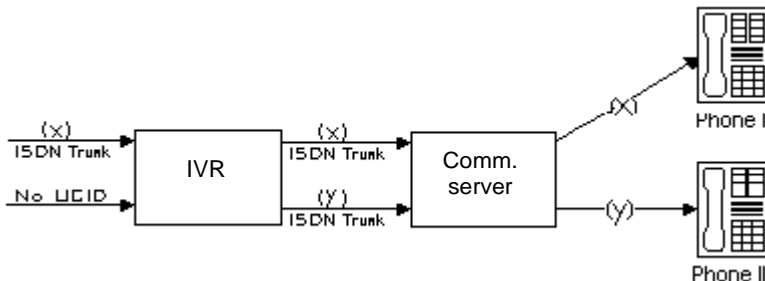 (x)
ISDN Trunk
No UCID
IVR
(x)
ISDN Trunk
(y)
ISDN Trunk
Comm.
server
(x)
(y)
Phone I
Phone II